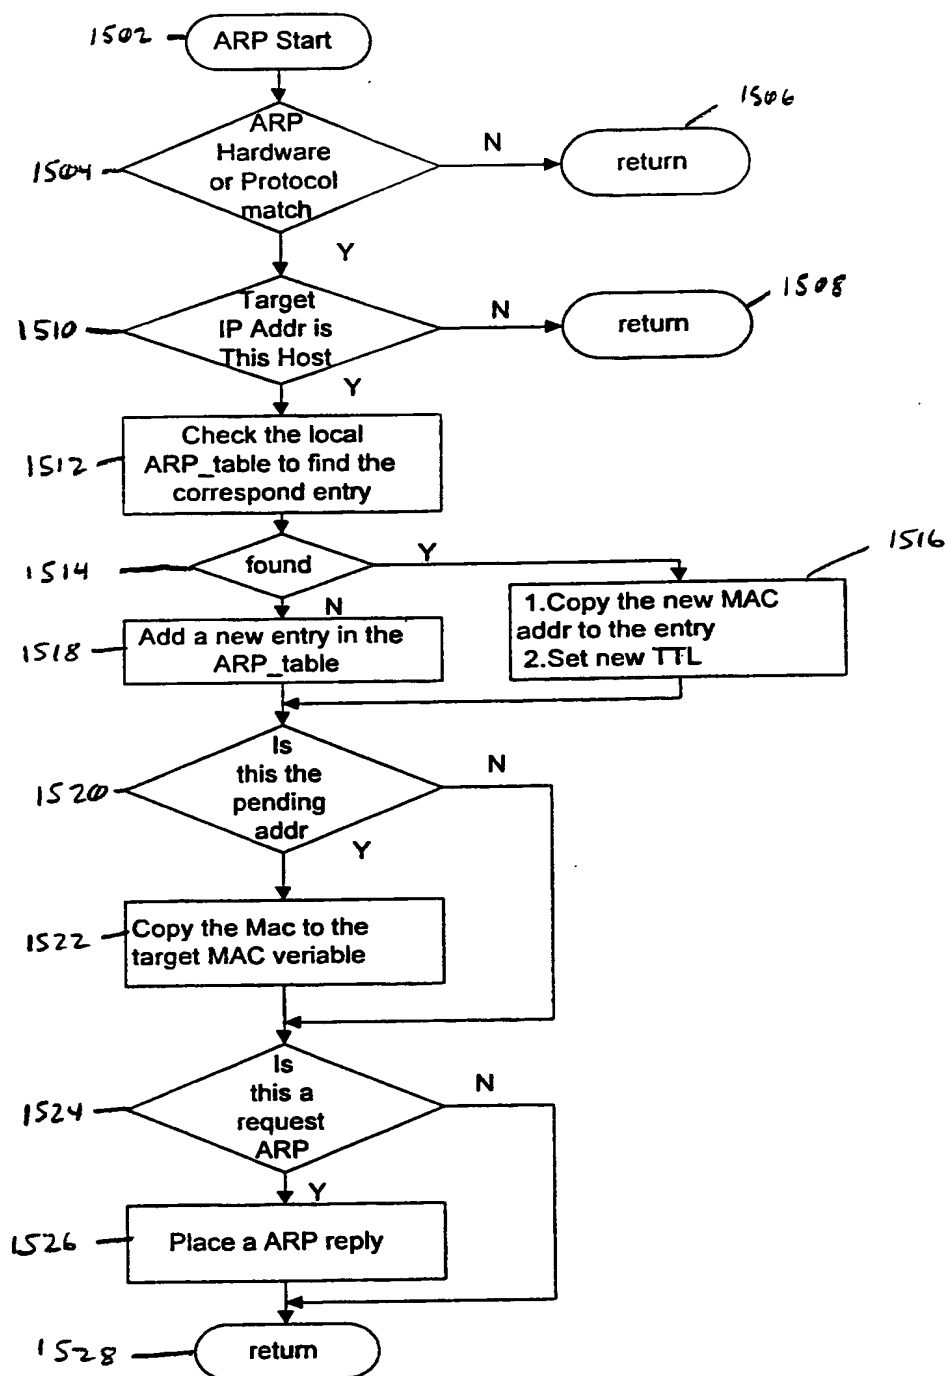 1502
ARP Start
1506
1504
ARP
Hardware
or Protocol
match
N
return
Y
1508
1510
Target
IP Addr is
This Host
N
return
Y
1512
Check the local
ARP_table to find the
correspond entry
1516
1514
found
Y
N
1.Copy the new MAC
addr to the entry
2.Set new TTL
1518
Add a new entry in the
ARP_table
1520
Is
this the
pending
addr
N
Y
1522
Copy the Mac to the
target MAC veriable
1524
Is
this a
request
ARP
N
Y
1526
Place a ARP reply
1528
return